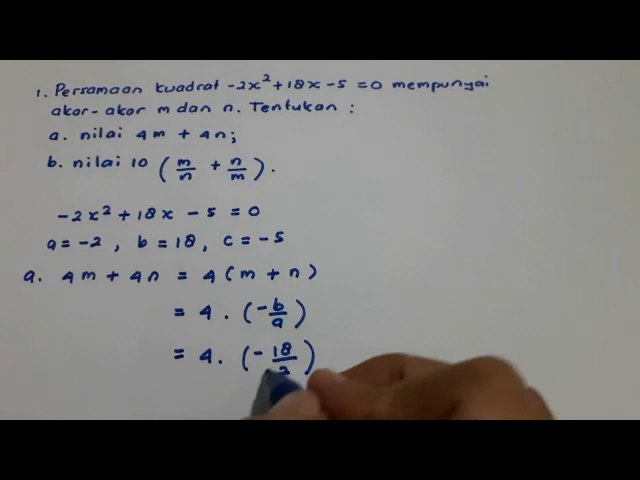 1. Persamaan kuadrat -2x² + 18x - 5 = 0 mempunyai
akar-akar m dan n. Tentukan :
a. nilai 4m + 4n;
b. nilai 10 (m/n + n/m).
-2x² + 18x - 5 = 0
a = -2 , b = 18 , c = -5
a. 4m + 4n = 4 (m + n)
= 4 . (-b/a)
= 4 . (-18/2)